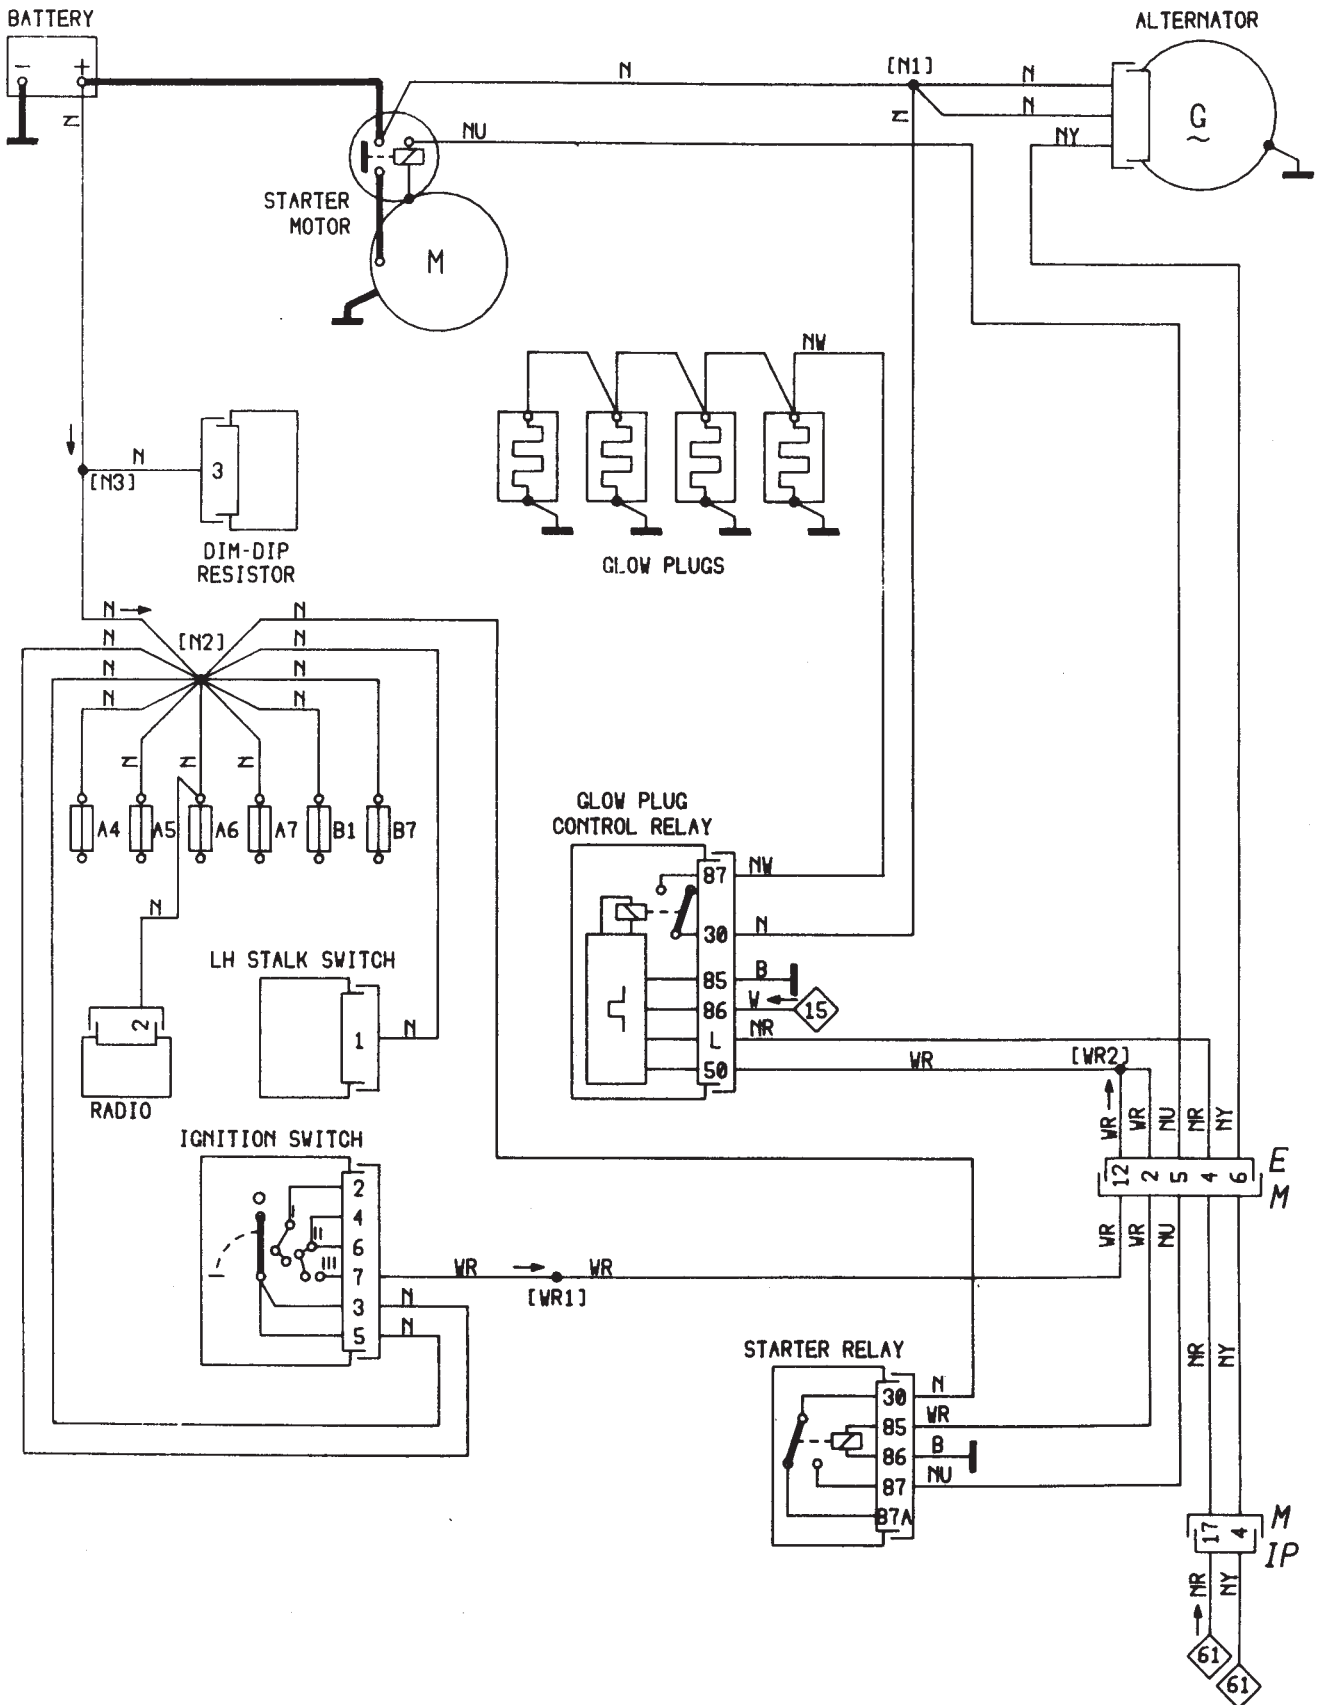 BATTERY
ALTERNATOR
- +
N
[N1]
N
N
N
N
NU
NY
G
~
STARTER
MOTOR
M
NW
N
[N3]
3
DIM-DIP
RESISTOR
GLOW PLUGS
N
N
[N2]
N
N
N
N
N
N
N
N
N
A4
A5
A6
A7
B1
B7
GLOW PLUG
CONTROL RELAY
87
NW
30
N
85
B
86
W
15
L
NR
50
WR
[WR2]
N
LH STALK SWITCH
1
N
2
RADIO
WR
WR
NU
NR
NY
E
12
2
5
4
6
M
WR
WR
NU
IGNITION SWITCH
2
I
4
II
6
III
7
WR
WR
[WR1]
3
N
5
N
STARTER RELAY
30
N
85
WR
86
B
87
NU
87A
NR
NY
M
17
4
IP
NR
NY
61
61